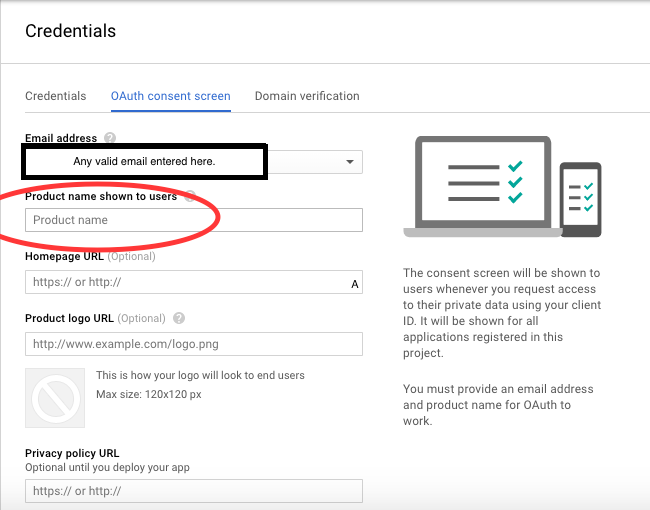 Credentials
Credentials OAuth consent screen Domain verification
Email address ?
Any valid email entered here.
Product name shown to users ?
Product name
Homepage URL (Optional)
https:// or http://
A
Product logo URL (Optional) ?
http://www.example.com/logo.png
This is how your logo will look to end users
Max size: 120x120 px
Privacy policy URL
Optional until you deploy your app
https:// or http://
The consent screen will be shown to
users whenever you request access
to their private data using your client
ID. It will be shown for all
applications registered in this
project.
You must provide an email address
and product name for OAuth to
work.